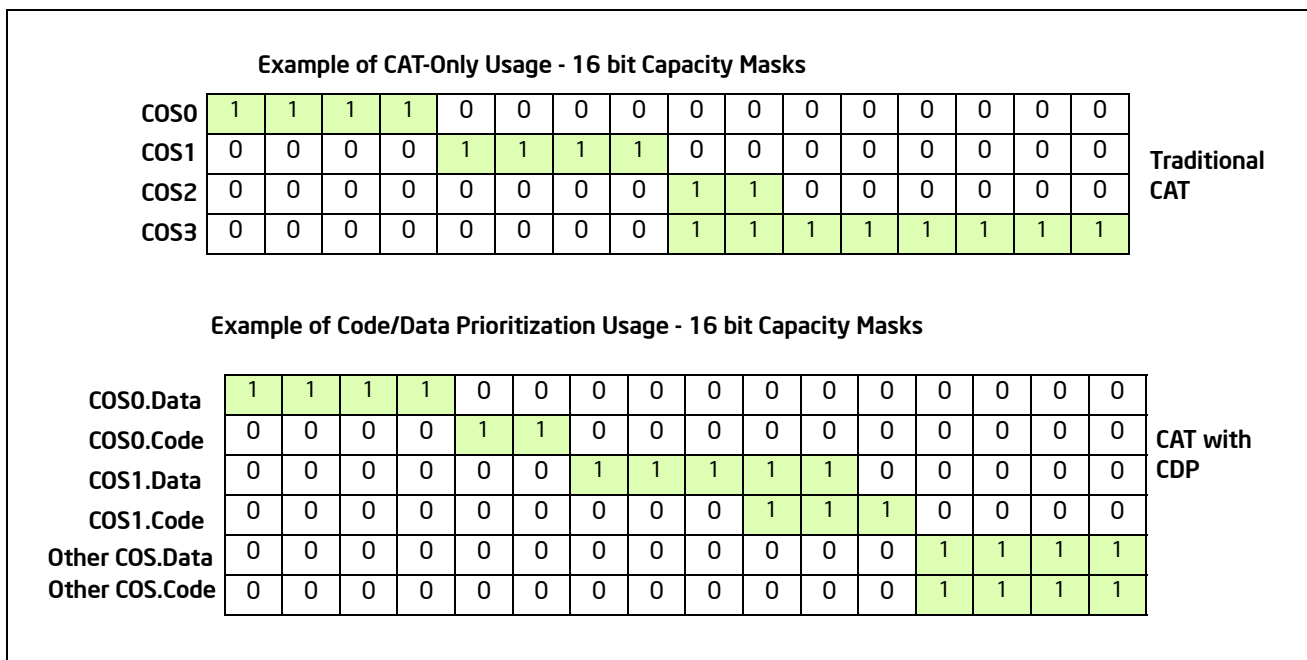 Example of CAT-Only Usage - 16 bit Capacity Masks
COS0 1 1 1 1 0 0 0 0 0 0 0 0 0 0 0 0
COS1 0 0 0 0 1 1 1 1 0 0 0 0 0 0 0 0
COS2 0 0 0 0 0 0 0 0 1 1 0 0 0 0 0 0
COS3 0 0 0 0 0 0 0 0 1 1 1 1 1 1 1 1
Traditional
CAT
Example of Code/Data Prioritization Usage - 16 bit Capacity Masks
COS0.Data 1 1 1 1 0 0 0 0 0 0 0 0 0 0 0 0
COS0.Code 0 0 0 0 1 1 0 0 0 0 0 0 0 0 0 0
COS1.Data 0 0 0 0 0 0 1 1 1 1 1 0 0 0 0 0
COS1.Code 0 0 0 0 0 0 0 0 0 1 1 1 0 0 0 0
Other COS.Data 0 0 0 0 0 0 0 0 0 0 0 0 1 1 1 1
Other COS.Code 0 0 0 0 0 0 0 0 0 0 0 0 1 1 1 1
CAT with
CDP